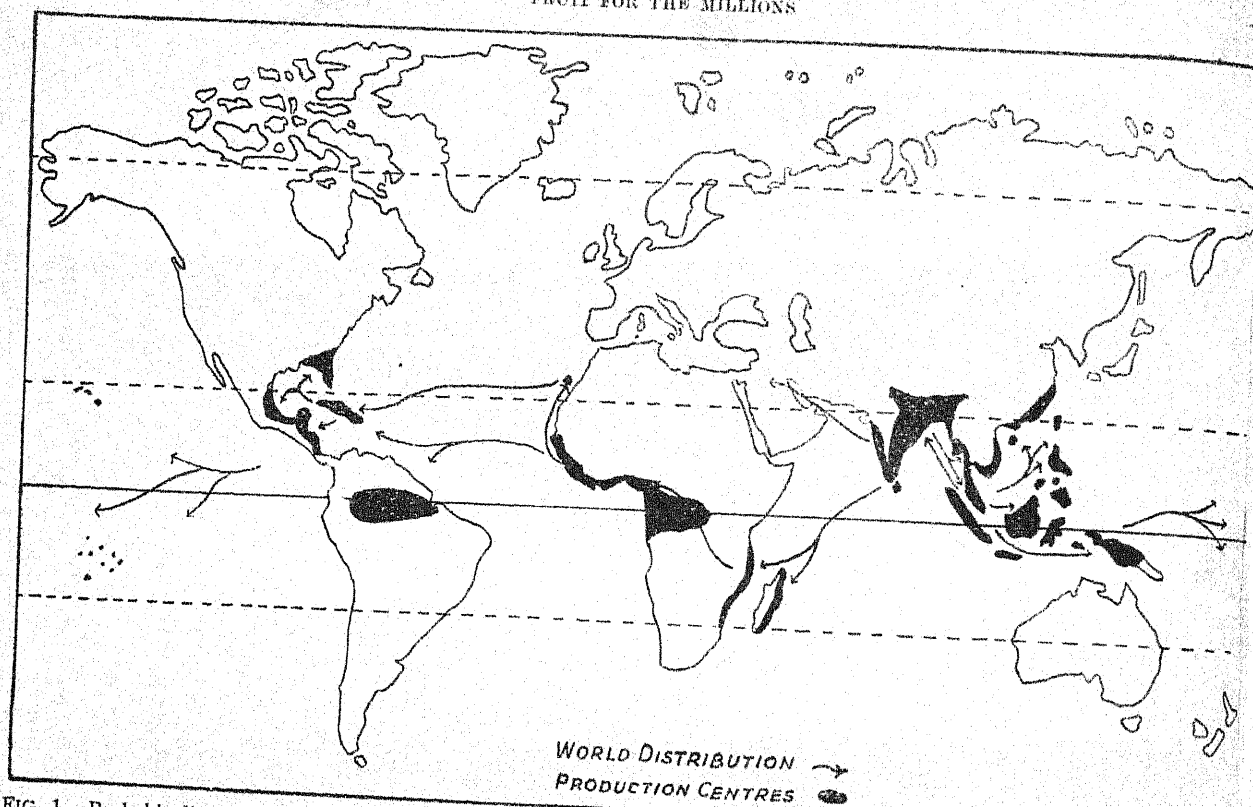 FRUIT FOR THE MILLIONS
WORLD DISTRIBUTION
PRODUCTION CENTRES
FIG. 1.